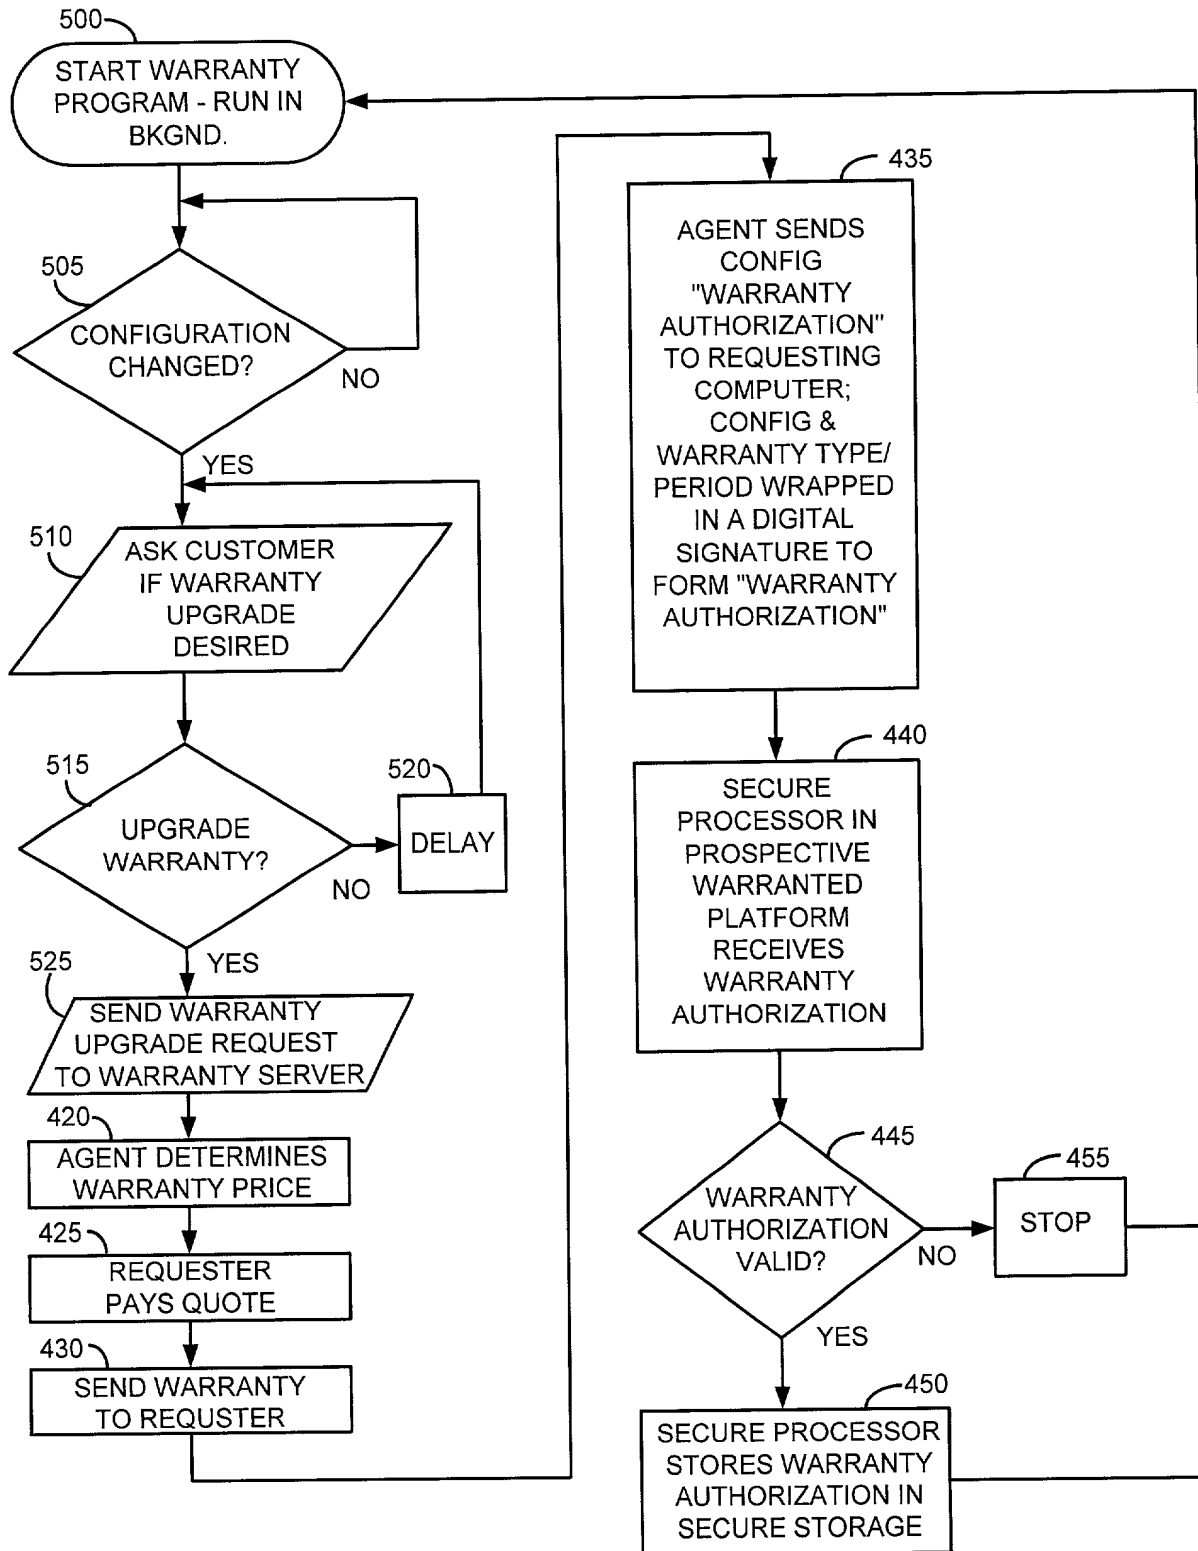 500
START WARRANTY
PROGRAM - RUN IN
BKGND.
505
CONFIGURATION
CHANGED?
NO
YES
510
ASK CUSTOMER
IF WARRANTY
UPGRADE
DESIRED
515
UPGRADE
WARRANTY?
NO
520
DELAY
YES
525
SEND WARRANTY
UPGRADE REQUEST
TO WARRANTY SERVER
420
AGENT DETERMINES
WARRANTY PRICE
425
REQUESTER
PAYS QUOTE
430
SEND WARRANTY
TO REQUSTER
435
AGENT SENDS
CONFIG
"WARRANTY
AUTHORIZATION"
TO REQUESTING
COMPUTER;
CONFIG &
WARRANTY TYPE/
PERIOD WRAPPED
IN A DIGITAL
SIGNATURE TO
FORM "WARRANTY
AUTHORIZATION"
440
SECURE
PROCESSOR IN
PROSPECTIVE
WARRANTED
PLATFORM
RECEIVES
WARRANTY
AUTHORIZATION
445
WARRANTY
AUTHORIZATION
VALID?
NO
455
STOP
YES
450
SECURE PROCESSOR
STORES WARRANTY
AUTHORIZATION IN
SECURE STORAGE